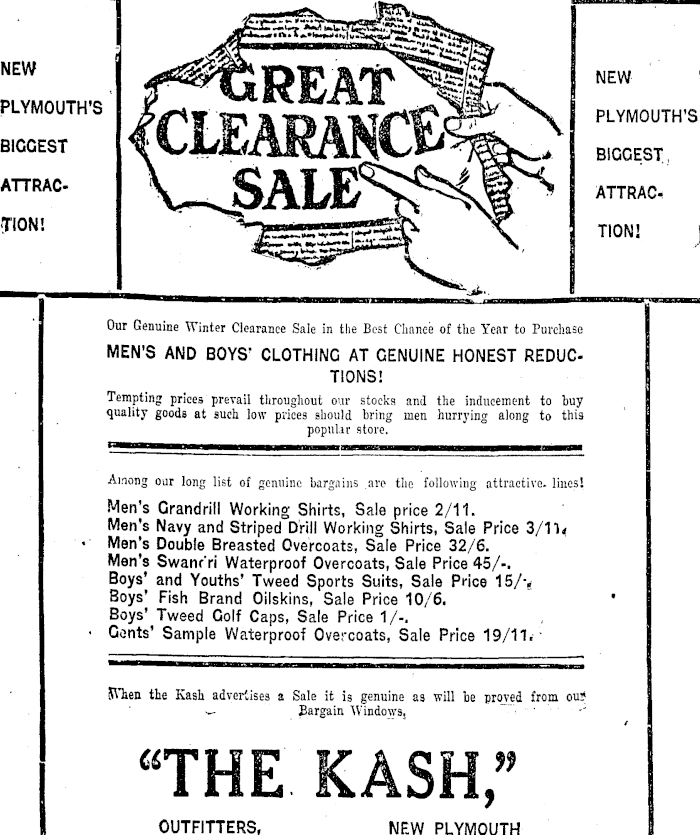 NEW
PLYMOUTH'S
BIGGEST
ATTRAC-
TION!
GREAT
CLEARANCE
SALE
NEW
PLYMOUTH'S
BIGGEST
ATTRAC-
TION!
Our Genuine Winter Clearance Sale in the Best Chance of the Year to Purchase
MEN'S AND BOYS' CLOTHING AT GENUINE HONEST REDUC-
TIONS!
Tempting prices prevail throughout our stocks and the inducement to buy
quality goods at such low prices should bring men hurrying along to this
popular store.
Among our long list of genuine bargains are the following attractive lines!
Men's Grandrill Working Shirts, Sale price 2/11.
Men's Navy and Striped Drill Working Shirts, Sale Price 3/11.
Men's Double Breasted Overcoats, Sale Price 32/6.
Men's Waterproof Overcoats, Sale Price 45/-.
Boys' and Youths' Tweed Sports Suits, Sale Price 15/-.
Boys' Fish Brand Oilskins, Sale Price 10/6.
Boys' Tweed Golf Caps, Sale Price 1/-.
Gents' Sample Waterproof Overcoats, Sale Price 19/11.
When the Kash advertises a Sale it is genuine as will be proved from our
Bargain Windows.
"THE KASH,"
OUTFITTERS, NEW PLYMOUTH